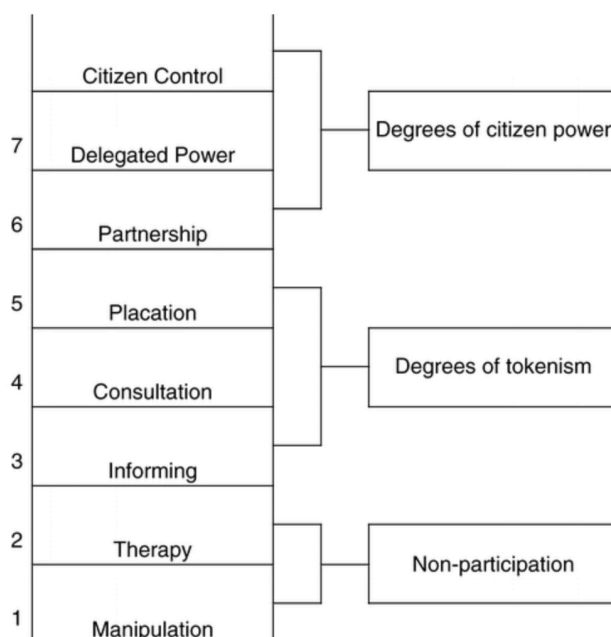 Citizen Control
7
Delegated Power
6
Partnership
5
Placation
4
Consultation
3
Informing
2
Therapy
1
Manipulation
Degrees of citizen power
Degrees of tokenism
Non-participation